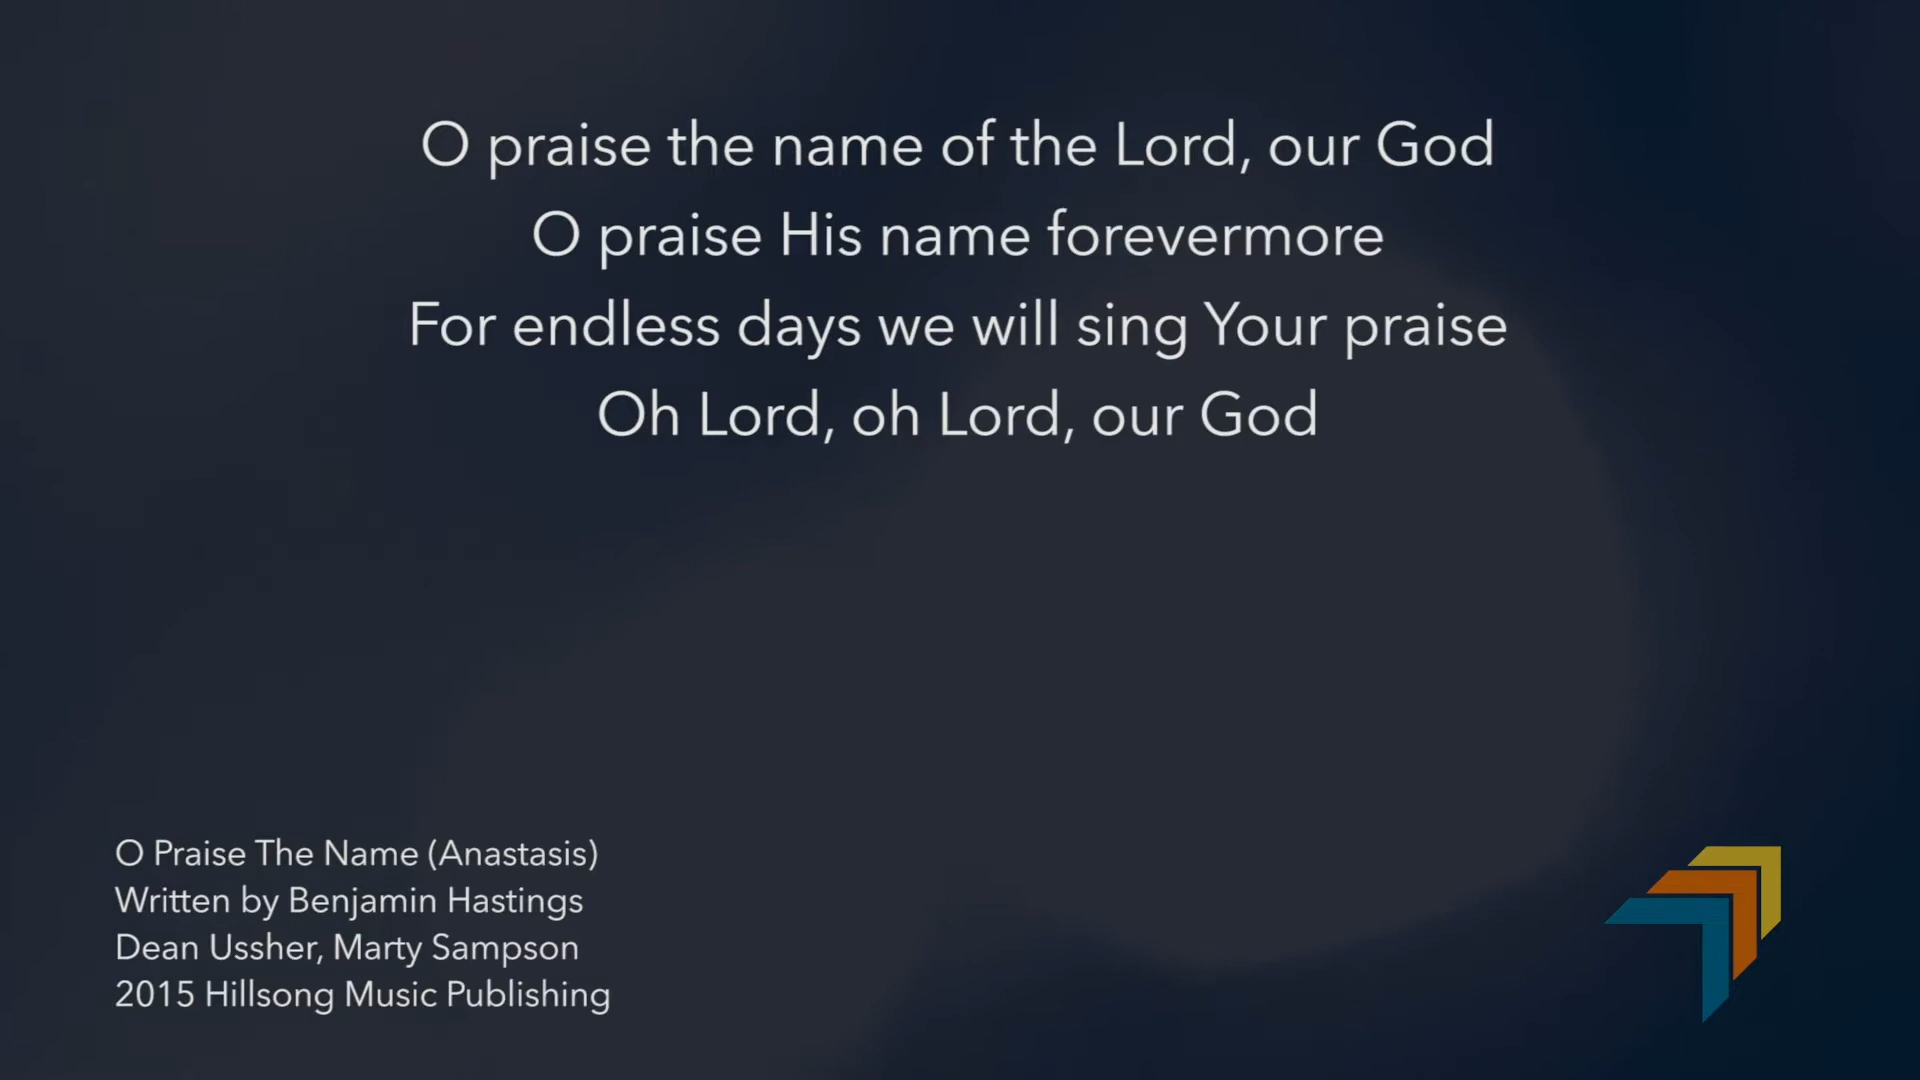 O praise the name of the Lord, our God
O praise His name forevermore
For endless days we will sing Your praise
Oh Lord, oh Lord, our God
O Praise The Name (Anastasis)
Written by Benjamin Hastings
Dean Ussher, Marty Sampson
2015 Hillsong Music Publishing